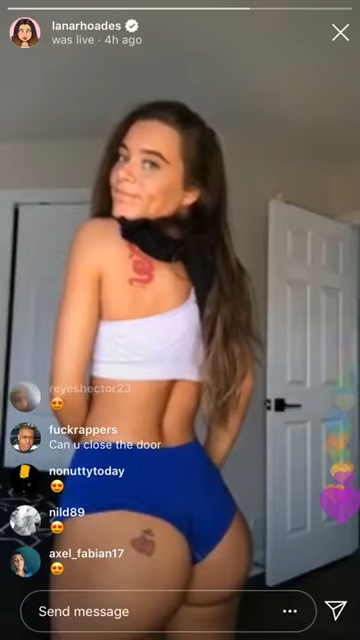 lanarhoades
was live · 4h ago
reyeshector23
😍
fuckrappers
Can u close the door
nonuttytoday
😍
nild89
😍
axel_fabian17
😍
Send message